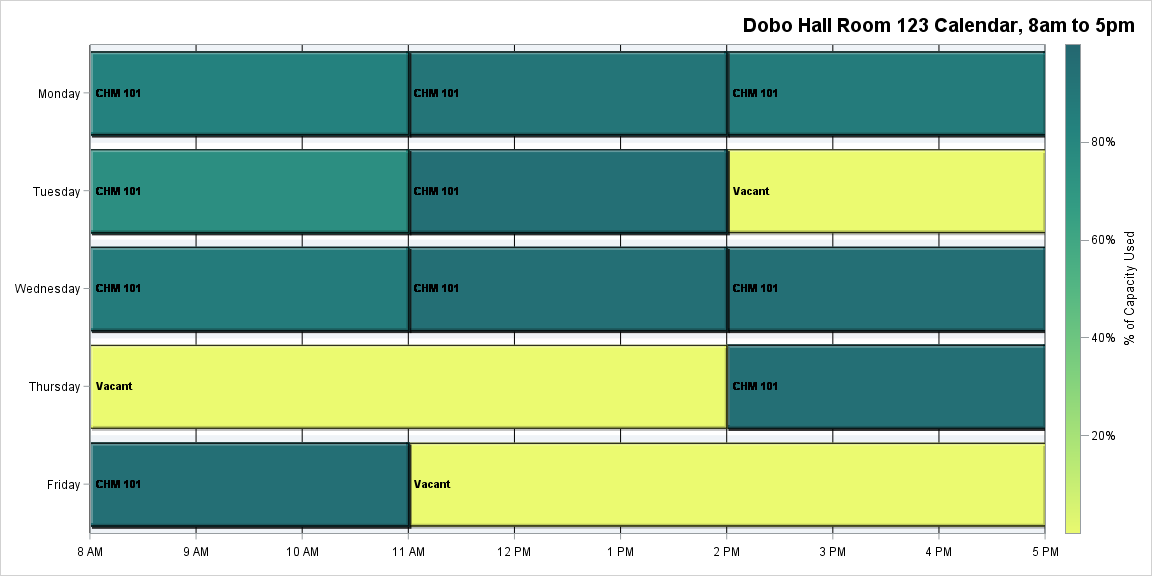 Dobo Hall Room 123 Calendar, 8am to 5pm
Monday CHM 101 CHM 101 CHM 101
80%
Tuesday CHM 101 CHM 101 Vacant
60%
% of Capacity Used
Wednesday CHM 101 CHM 101 CHM 101
40%
Thursday Vacant CHM 101
20%
Friday CHM 101 Vacant
8 AM 9 AM 10 AM 11 AM 12 PM 1 PM 2 PM 3 PM 4 PM 5 PM